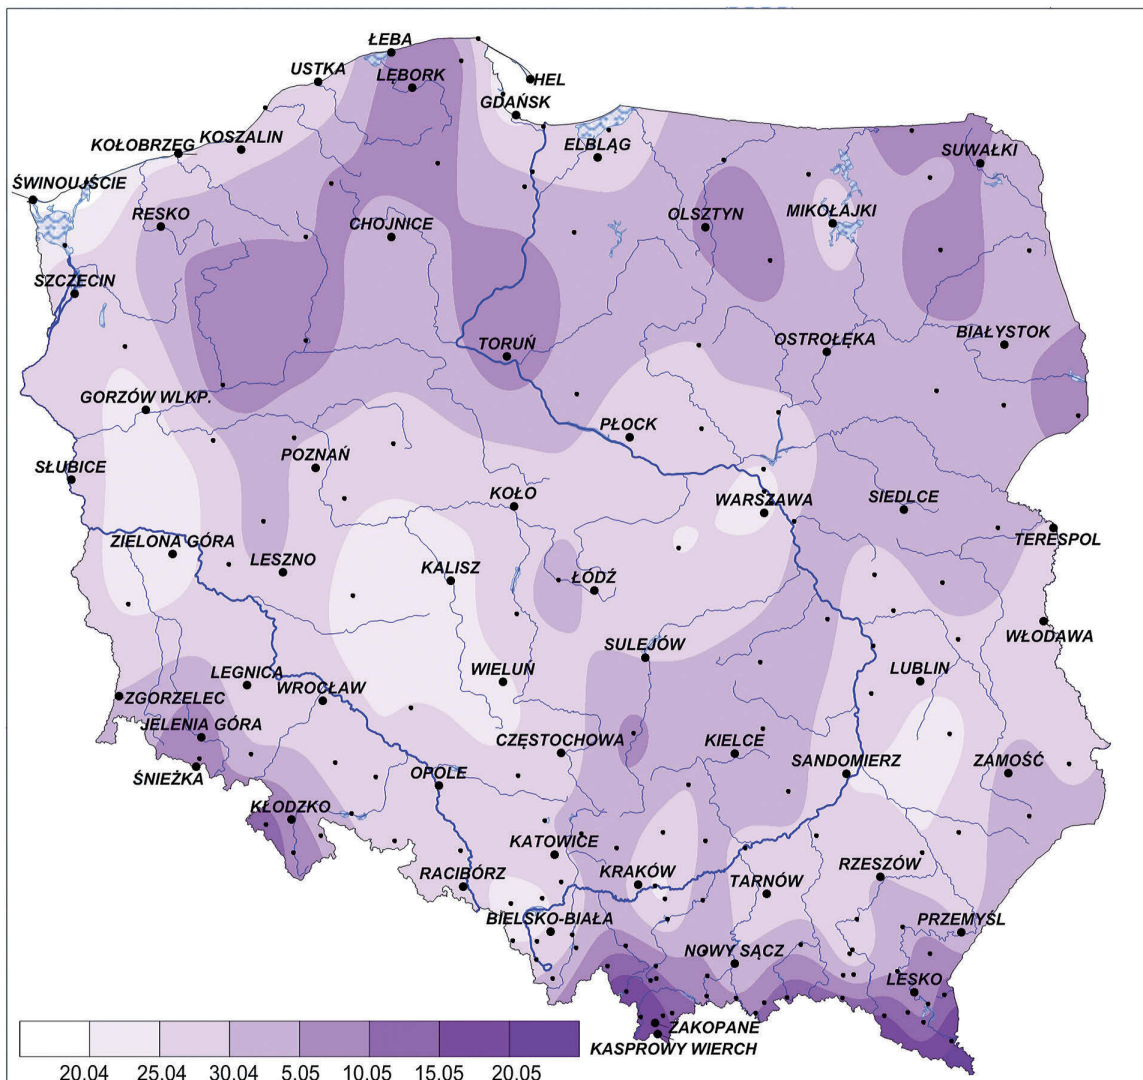 ŁEBA
USTKA
LĘBORK
HEL
GDAŃSK
KOŁOBRZEG
KOSZALIN
ELBLĄG
SUWAŁKI
ŚWINOUJŚCIE
RESKO
CHOJNICE
OLSZTYN
MIKOŁAJKI
SZCZECIN
TORUŃ
OSTROŁĘKA
BIAŁYSTOK
GORZÓW WLKP.
PŁOCK
SŁUBICE
POZNAŃ
KOŁO
WARSZAWA
SIEDLCE
TERESPOL
ZIELONA GÓRA
LESZNO
KALISZ
ŁÓDŹ
WŁODAWA
SULEJÓW
LEGNICA
WROCŁAW
WIELUŃ
LUBLIN
ZGORZELEC
JELENIA GÓRA
CZĘSTOCHOWA
KIELCE
SANDOMIERZ
ZAMOŚĆ
ŚNIEŻKA
OPOLE
KŁODZKO
KATOWICE
RACIBÓRZ
KRAKÓW
TARNÓW
RZESZÓW
BIELSKO-BIAŁA
PRZEMYŚL
NOWY SĄCZ
LESKO
ZAKOPANE
KASPROWY WIERCH
20.04 25.04 30.04 5.05 10.05 15.05 20.05